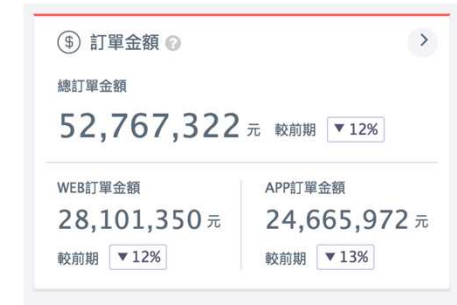 訂單金額
總訂單金額
52,767,322 元 較前期 ▼12%
WEB訂單金額
28,101,350 元
較前期 ▼12%
APP訂單金額
24,665,972 元
較前期 ▼13%